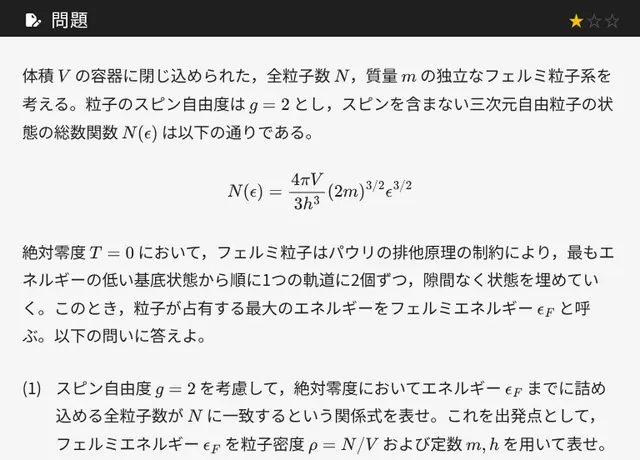 問題 ★☆☆
体積 V の容器に閉じ込められた，全粒子数 N，質量 m の独立なフェルミ粒子系を
考える。粒子のスピン自由度は g = 2 とし，スピンを含まない三次元自由粒子の状
態の総数関数 N(ϵ) は以下の通りである。
N(ϵ) = \frac{4πV}{3h^3}(2m)^{3/2}ϵ^{3/2}
絶対零度 T = 0 において，フェルミ粒子はパウリの排他原理の制約により，最もエ
ネルギーの低い基底状態から順に1つの軌道に2個ずつ，隙間なく状態を埋めてい
く。このとき，粒子が占有する最大のエネルギーをフェルミエネルギー ϵ_F と呼
ぶ。以下の問いに答えよ。
(1) スピン自由度 g = 2 を考慮して，絶対零度においてエネルギー ϵ_F までに詰め
込める全粒子数が N に一致するという関係式を表せ。これを出発点として，
フェルミエネルギー ϵ_F を粒子密度 ρ = N/V および定数 m, h を用いて表せ。